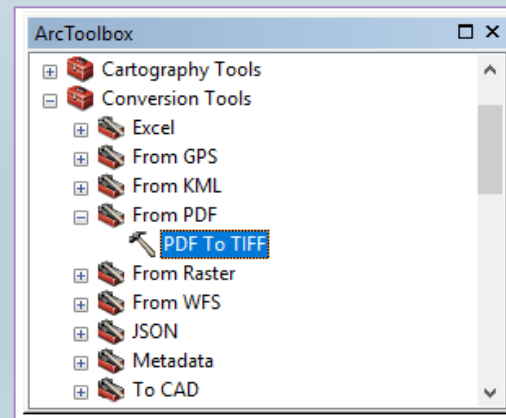 ArcToolbox
Cartography Tools
Conversion Tools
Excel
From GPS
From KML
From PDF
PDF To TIFF
From Raster
From WFS
JSON
Metadata
To CAD